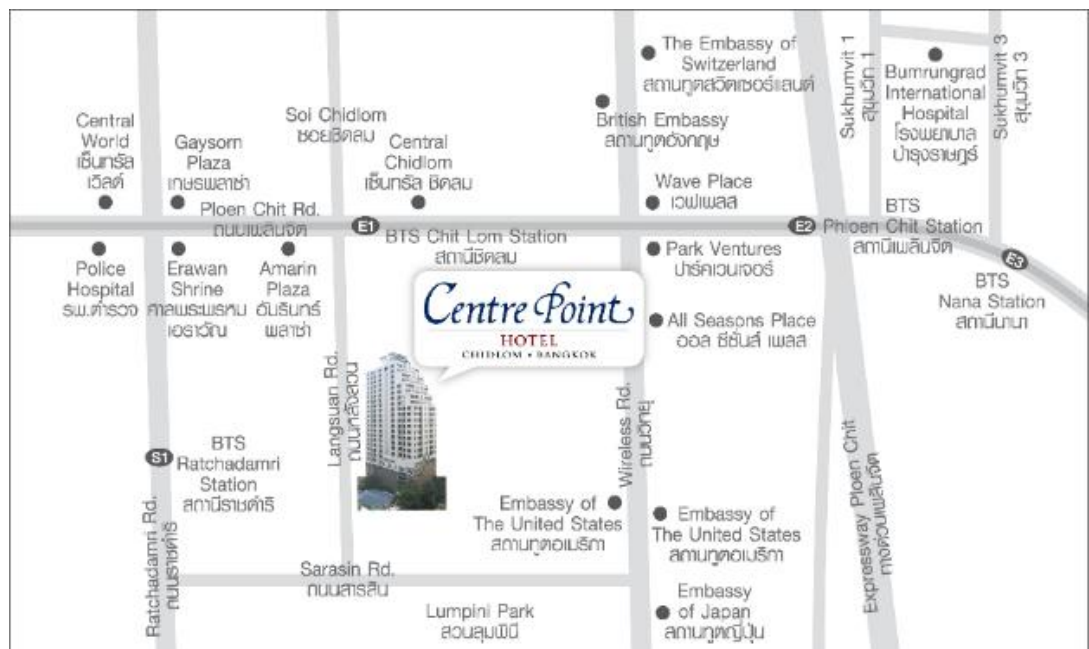 The Embassy of
Switzerland
สถานทูตสวิตเซอร์แลนด์
British Embassy
สถานทูตอังกฤษ
Sukhumvit 1
สุขุมวิท 1
Bumrungrad
International
Hospital
โรงพยาบาล
บำรุงราษฎร์
Sukhumvit 3
สุขุมวิท 3
Central
World
เซ็นทรัล
เวิลด์
Gaysorn
Plaza
เกษรพลาซ่า
Soi Chidlom
ซอยชิดลม
Central
Chidlom
เซ็นทรัล ชิดลม
Wave Place
เวฟเพลส
Ploen Chit Rd.
ถนนเพลินจิต
E1
BTS Chit Lom Station
สถานีชิดลม
E2
BTS
Phloen Chit Station
สถานีเพลินจิต
E3
BTS
Nana Station
สถานีนานา
Police
Hospital
รพ.ตำรวจ
Erawan
Shrine
ศาลพระพรหม
เอราวัณ
Amarin
Plaza
อัมรินทร์
พลาซ่า
Park Ventures
ปาร์คเวนเจอร์
Centre Point
HOTEL
CHIDLOM • BANGKOK
All Seasons Place
ออล ซีซั่นส์ เพลส
Langsuan Rd.
ถนนหลังสวน
Wireless Rd.
ถนนวิทยุ
S1
BTS
Ratchadamri
Station
สถานีราชดำริ
Ratchadamri Rd.
ถนนราชดำริ
Embassy of
The United States
สถานทูตอเมริกา
Embassy of
The United States
สถานทูตอเมริกา
Expressway Ploen Chit
ทางด่วนเพลินจิต
Sarasin Rd.
ถนนสารสิน
Lumpini Park
สวนลุมพินี
Embassy
of Japan
สถานทูตญี่ปุ่น